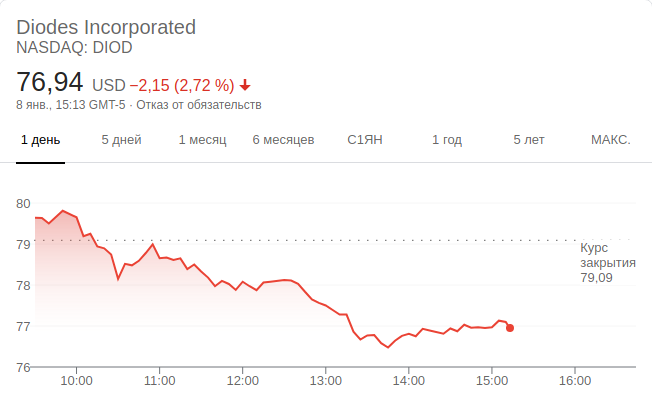 Diodes Incorporated
NASDAQ: DIOD
76,94 USD −2,15 (2,72 %)
8 янв., 15:13 GMT-5 · Отказ от обязательств
1 день 5 дней 1 месяц 6 месяцев С1ЯН 1 год 5 лет МАКС.
80
79
Курс
закрытия
79,09
78
77
76
10:00 11:00 12:00 13:00 14:00 15:00 16:00